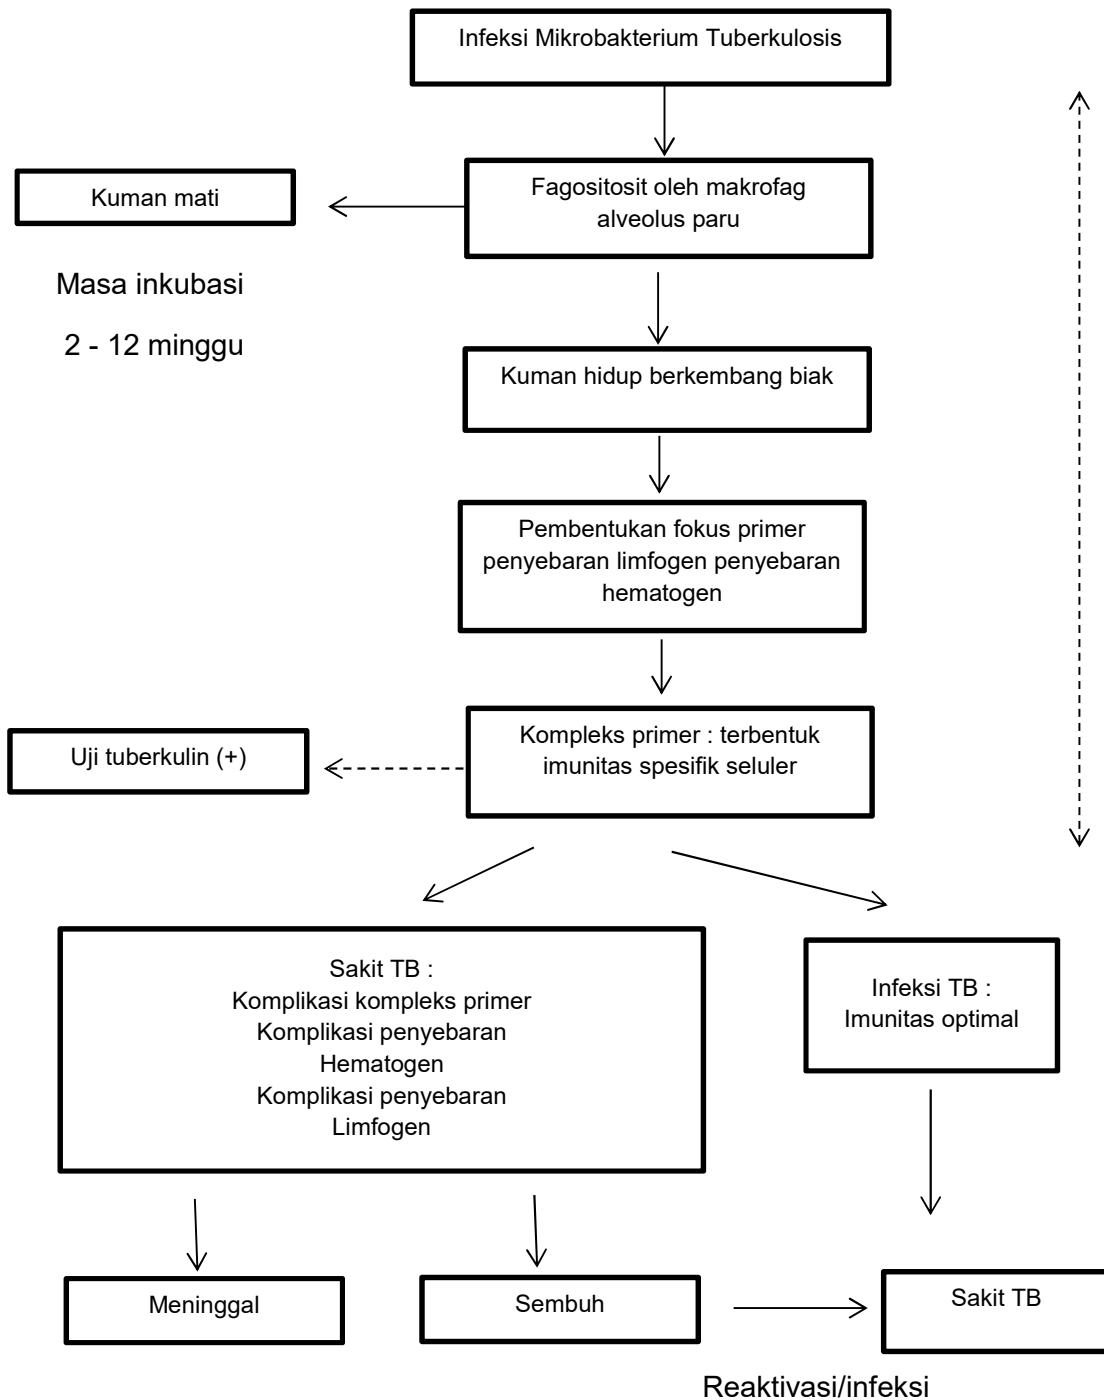 Infeksi Mikrobakterium Tuberkulosis
Kuman mati
Fagositosit oleh makrofag
alveolus paru
Masa inkubasi
2 - 12 minggu
Kuman hidup berkembang biak
Pembentukan fokus primer
penyebaran limfogen penyebaran
hematogen
Uji tuberkulin (+)
Kompleks primer : terbentuk
imunitas spesifik seluler
Sakit TB :
Komplikasi kompleks primer
Komplikasi penyebaran
Hematogen
Komplikasi penyebaran
Limfogen
Infeksi TB :
Imunitas optimal
Meninggal
Sembuh
Sakit TB
Reaktivasi/infeksi